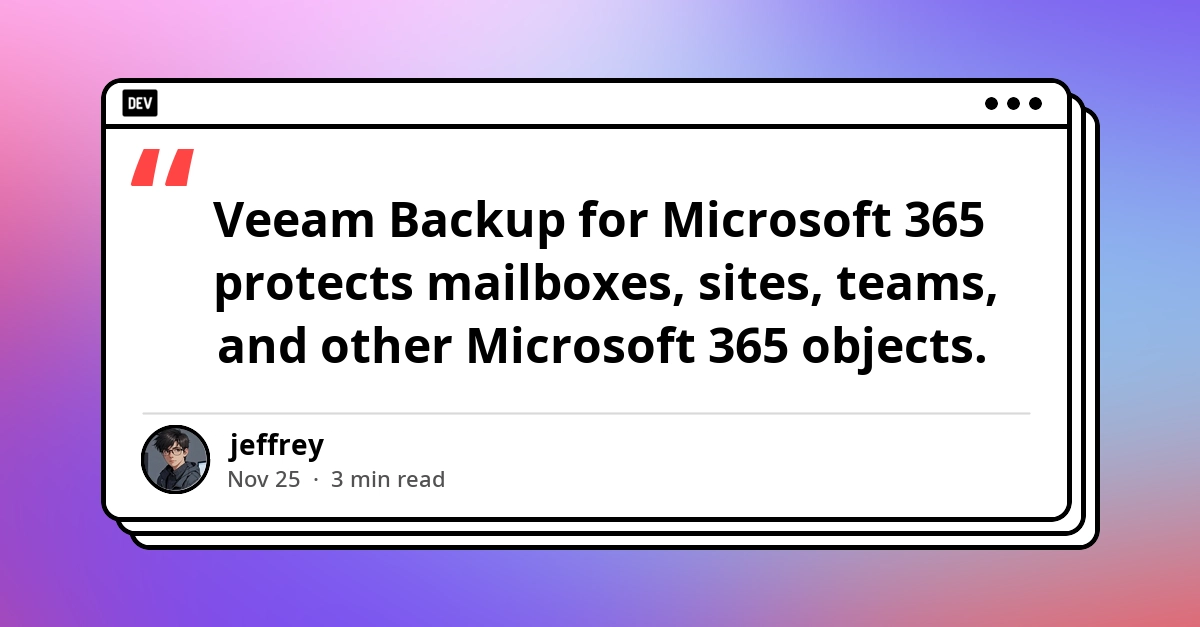 DEV
“
Veeam Backup for Microsoft 365
protects mailboxes, sites, teams,
and other Microsoft 365 objects.
jeffrey
Nov 25 · 3 min read